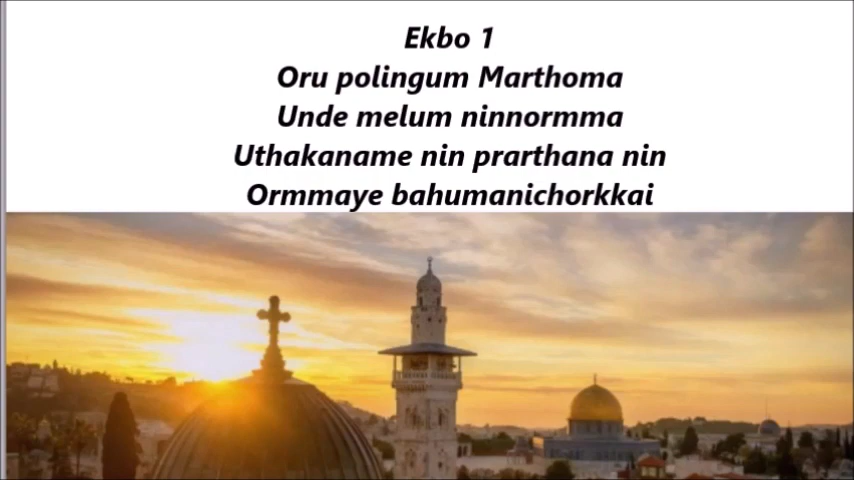 Ekbo 1
Oru polingum Marthoma
Unde melum ninnormma
Uthakaname nin prarthana nin
Ormmaye bahumanichorkkai